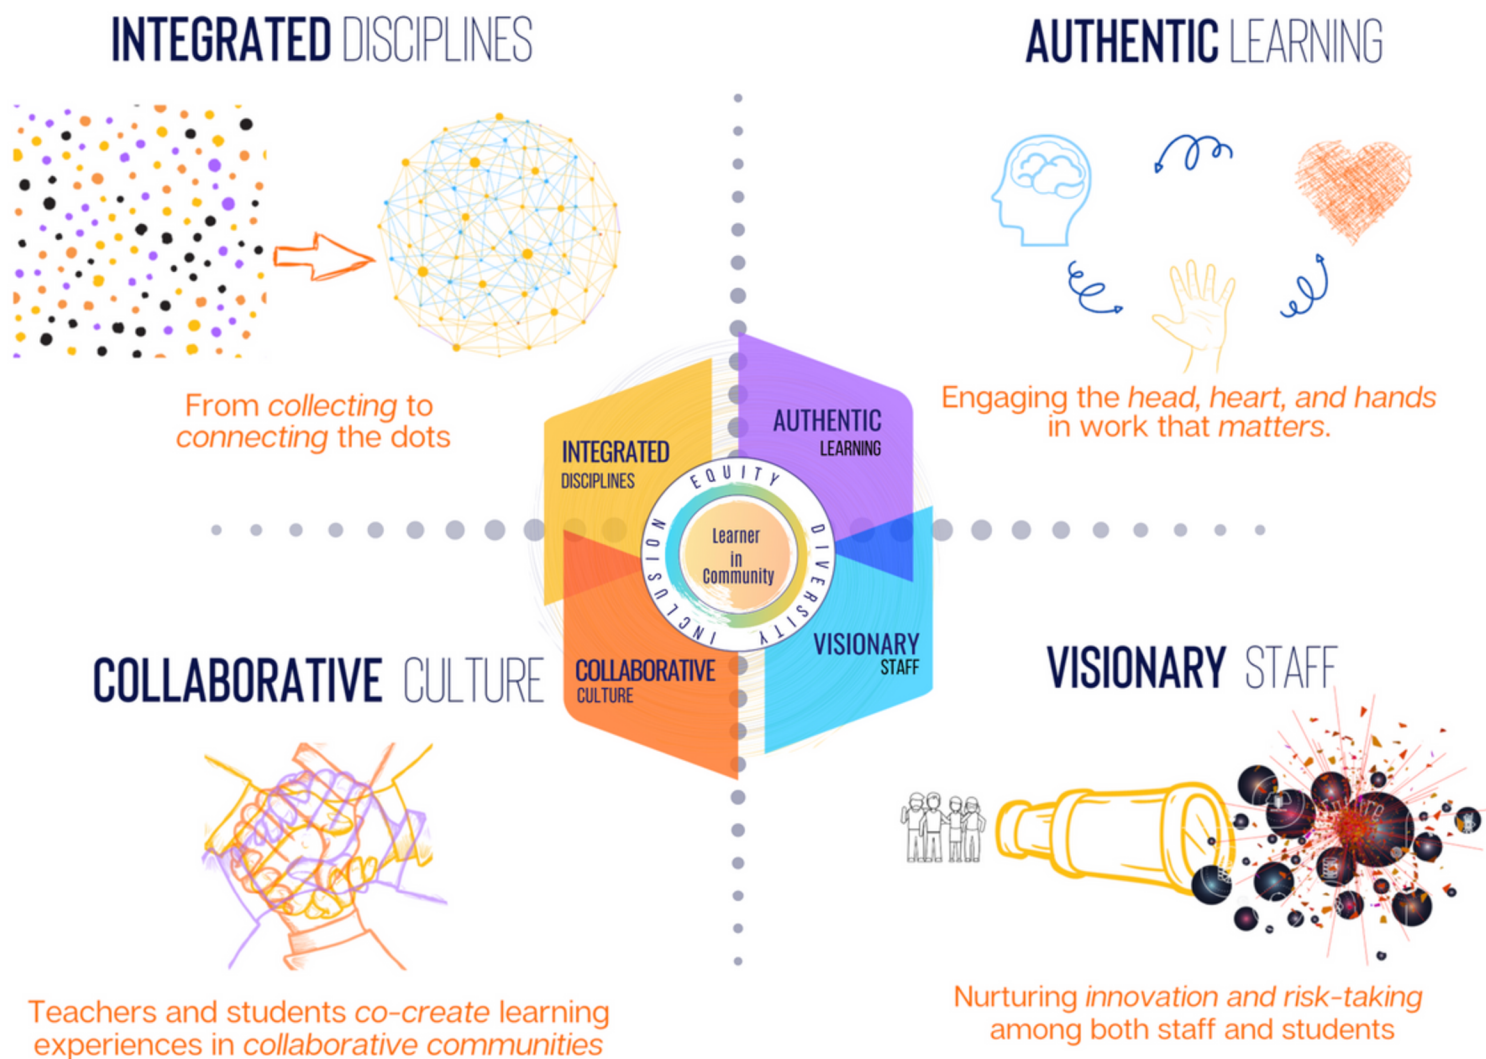 INTEGRATED DISCIPLINES
AUTHENTIC LEARNING
From collecting to
connecting the dots
Engaging the head, heart, and hands
in work that matters.
INTEGRATED
DISCIPLINES
AUTHENTIC
LEARNING
EQUITY
DIVERSITY
INCLUSION
Learner
in
Community
COLLABORATIVE
CULTURE
VISIONARY
STAFF
COLLABORATIVE CULTURE
VISIONARY STAFF
Teachers and students co-create learning
experiences in collaborative communities
Nurturing innovation and risk-taking
among both staff and students